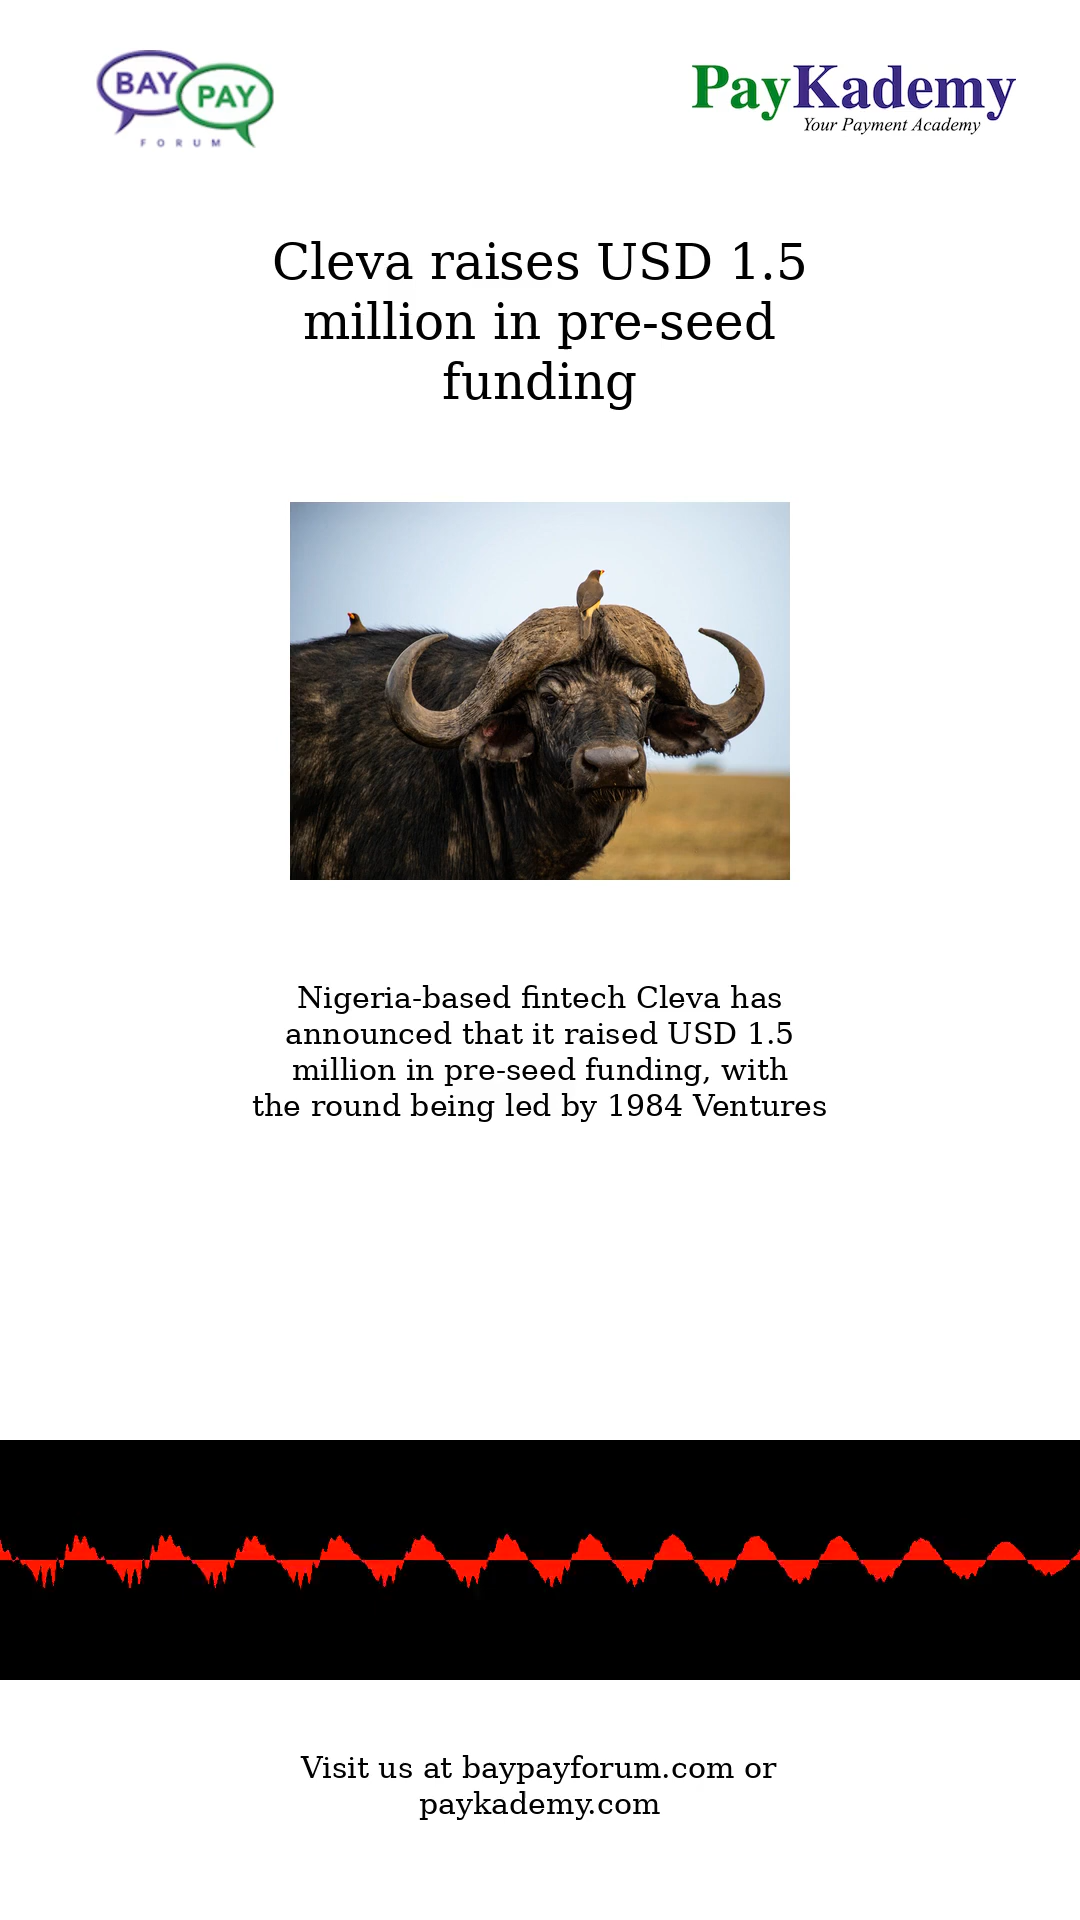 BAY PAY
FORUM
PayKademy
Your Payment Academy
Cleva raises USD 1.5
million in pre-seed
funding
Nigeria-based fintech Cleva has
announced that it raised USD 1.5
million in pre-seed funding, with
the round being led by 1984 Ventures
Visit us at baypayforum.com or
paykademy.com